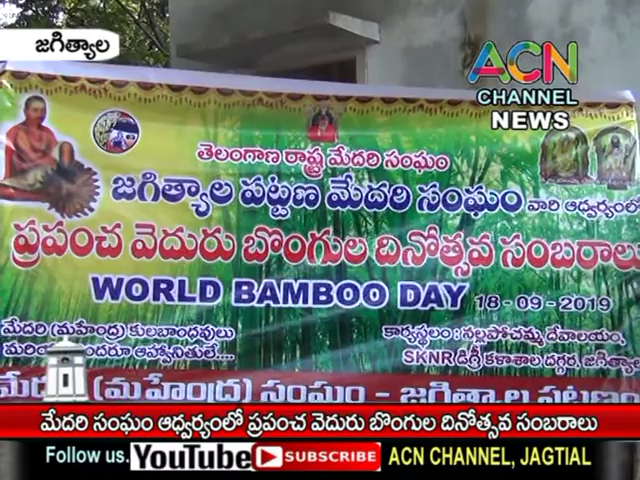 జగిత్యాల
ACN
CHANNEL
NEWS
తెలంగాణ రాష్ట్ర మేదరి సంఘం
జగిత్యాల పట్టణ మేదరి సంఘం వారి ఆధ్వర్యంలో
ప్రపంచ వెదురు బొంగుల దినోత్సవ సంబరాలు
WORLD BAMBOO DAY 18-09-2019
మేదరి (మహేంద్ర) కులబాంధవులు
ఆహ్వానితులే....
కార్యస్థలం : నల్లపోచమ్మ దేవాలయం,
SKNR డిగ్రీ కళాశాల దగ్గర, జగిత్యాల
(మహేంద్ర) సంఘం - జగిత్యాల పట్టణం
మేదరి సంఘం ఆధ్వర్యంలో ప్రపంచ వెదురు బొంగుల దినోత్సవ సంబరాలు
Follow us. YouTube SUBSCRIBE ACN CHANNEL, JAGTIAL